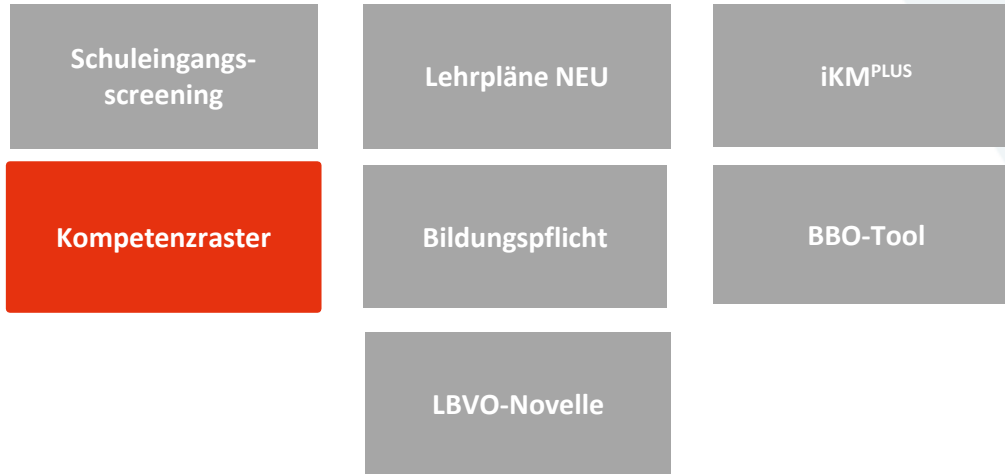 Schuleingangs-
screening
Lehrpläne NEU
iKMPLUS
Kompetenzraster
Bildungspflicht
BBO-Tool
LBVO-Novelle